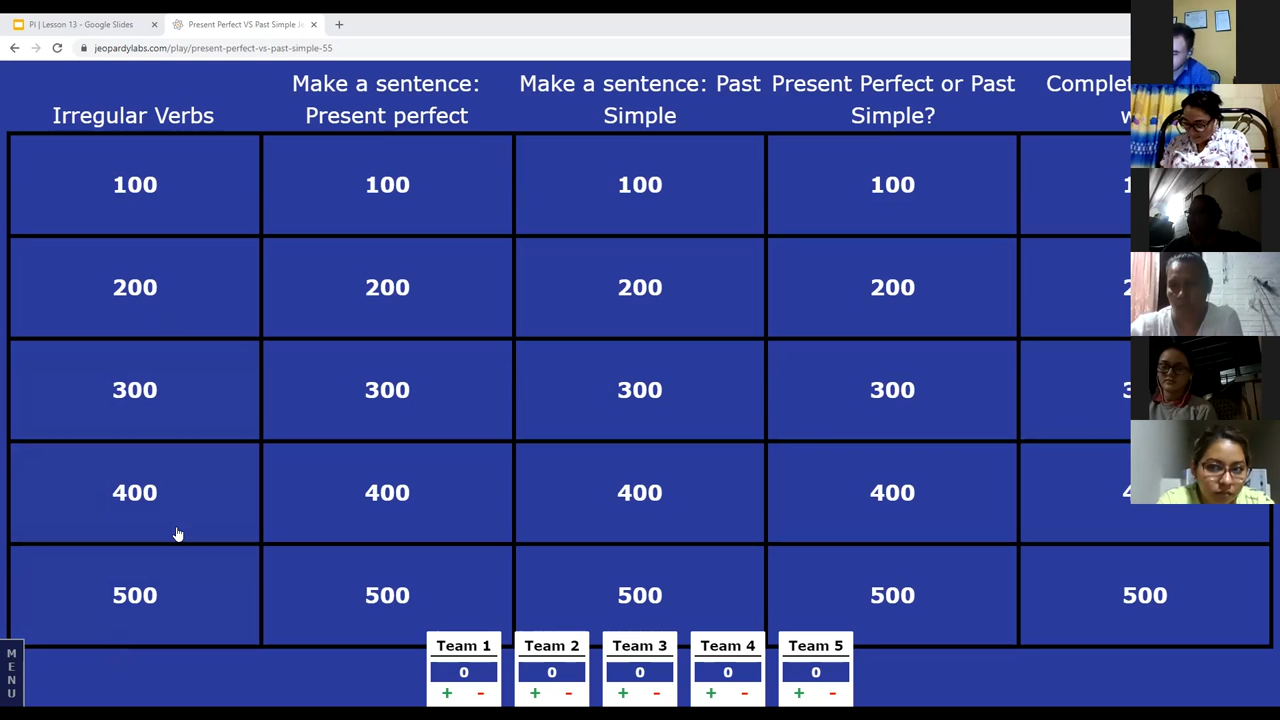 Pi | Lesson 13 - Google Slides
Present Perfect VS Past Simple Je
jeopardylabs.com/play/present-perfect-vs-past-simple-55
Irregular Verbs
Make a sentence:
Present perfect
Make a sentence: Past
Simple
Present Perfect or Past
Simple?
100 100 100 100
200 200 200 200
300 300 300 300
400 400 400 400
500 500 500 500 500
Team 1 Team 2 Team 3 Team 4 Team 5
0 0 0 0 0
+ - + - + - + - + -
MENU